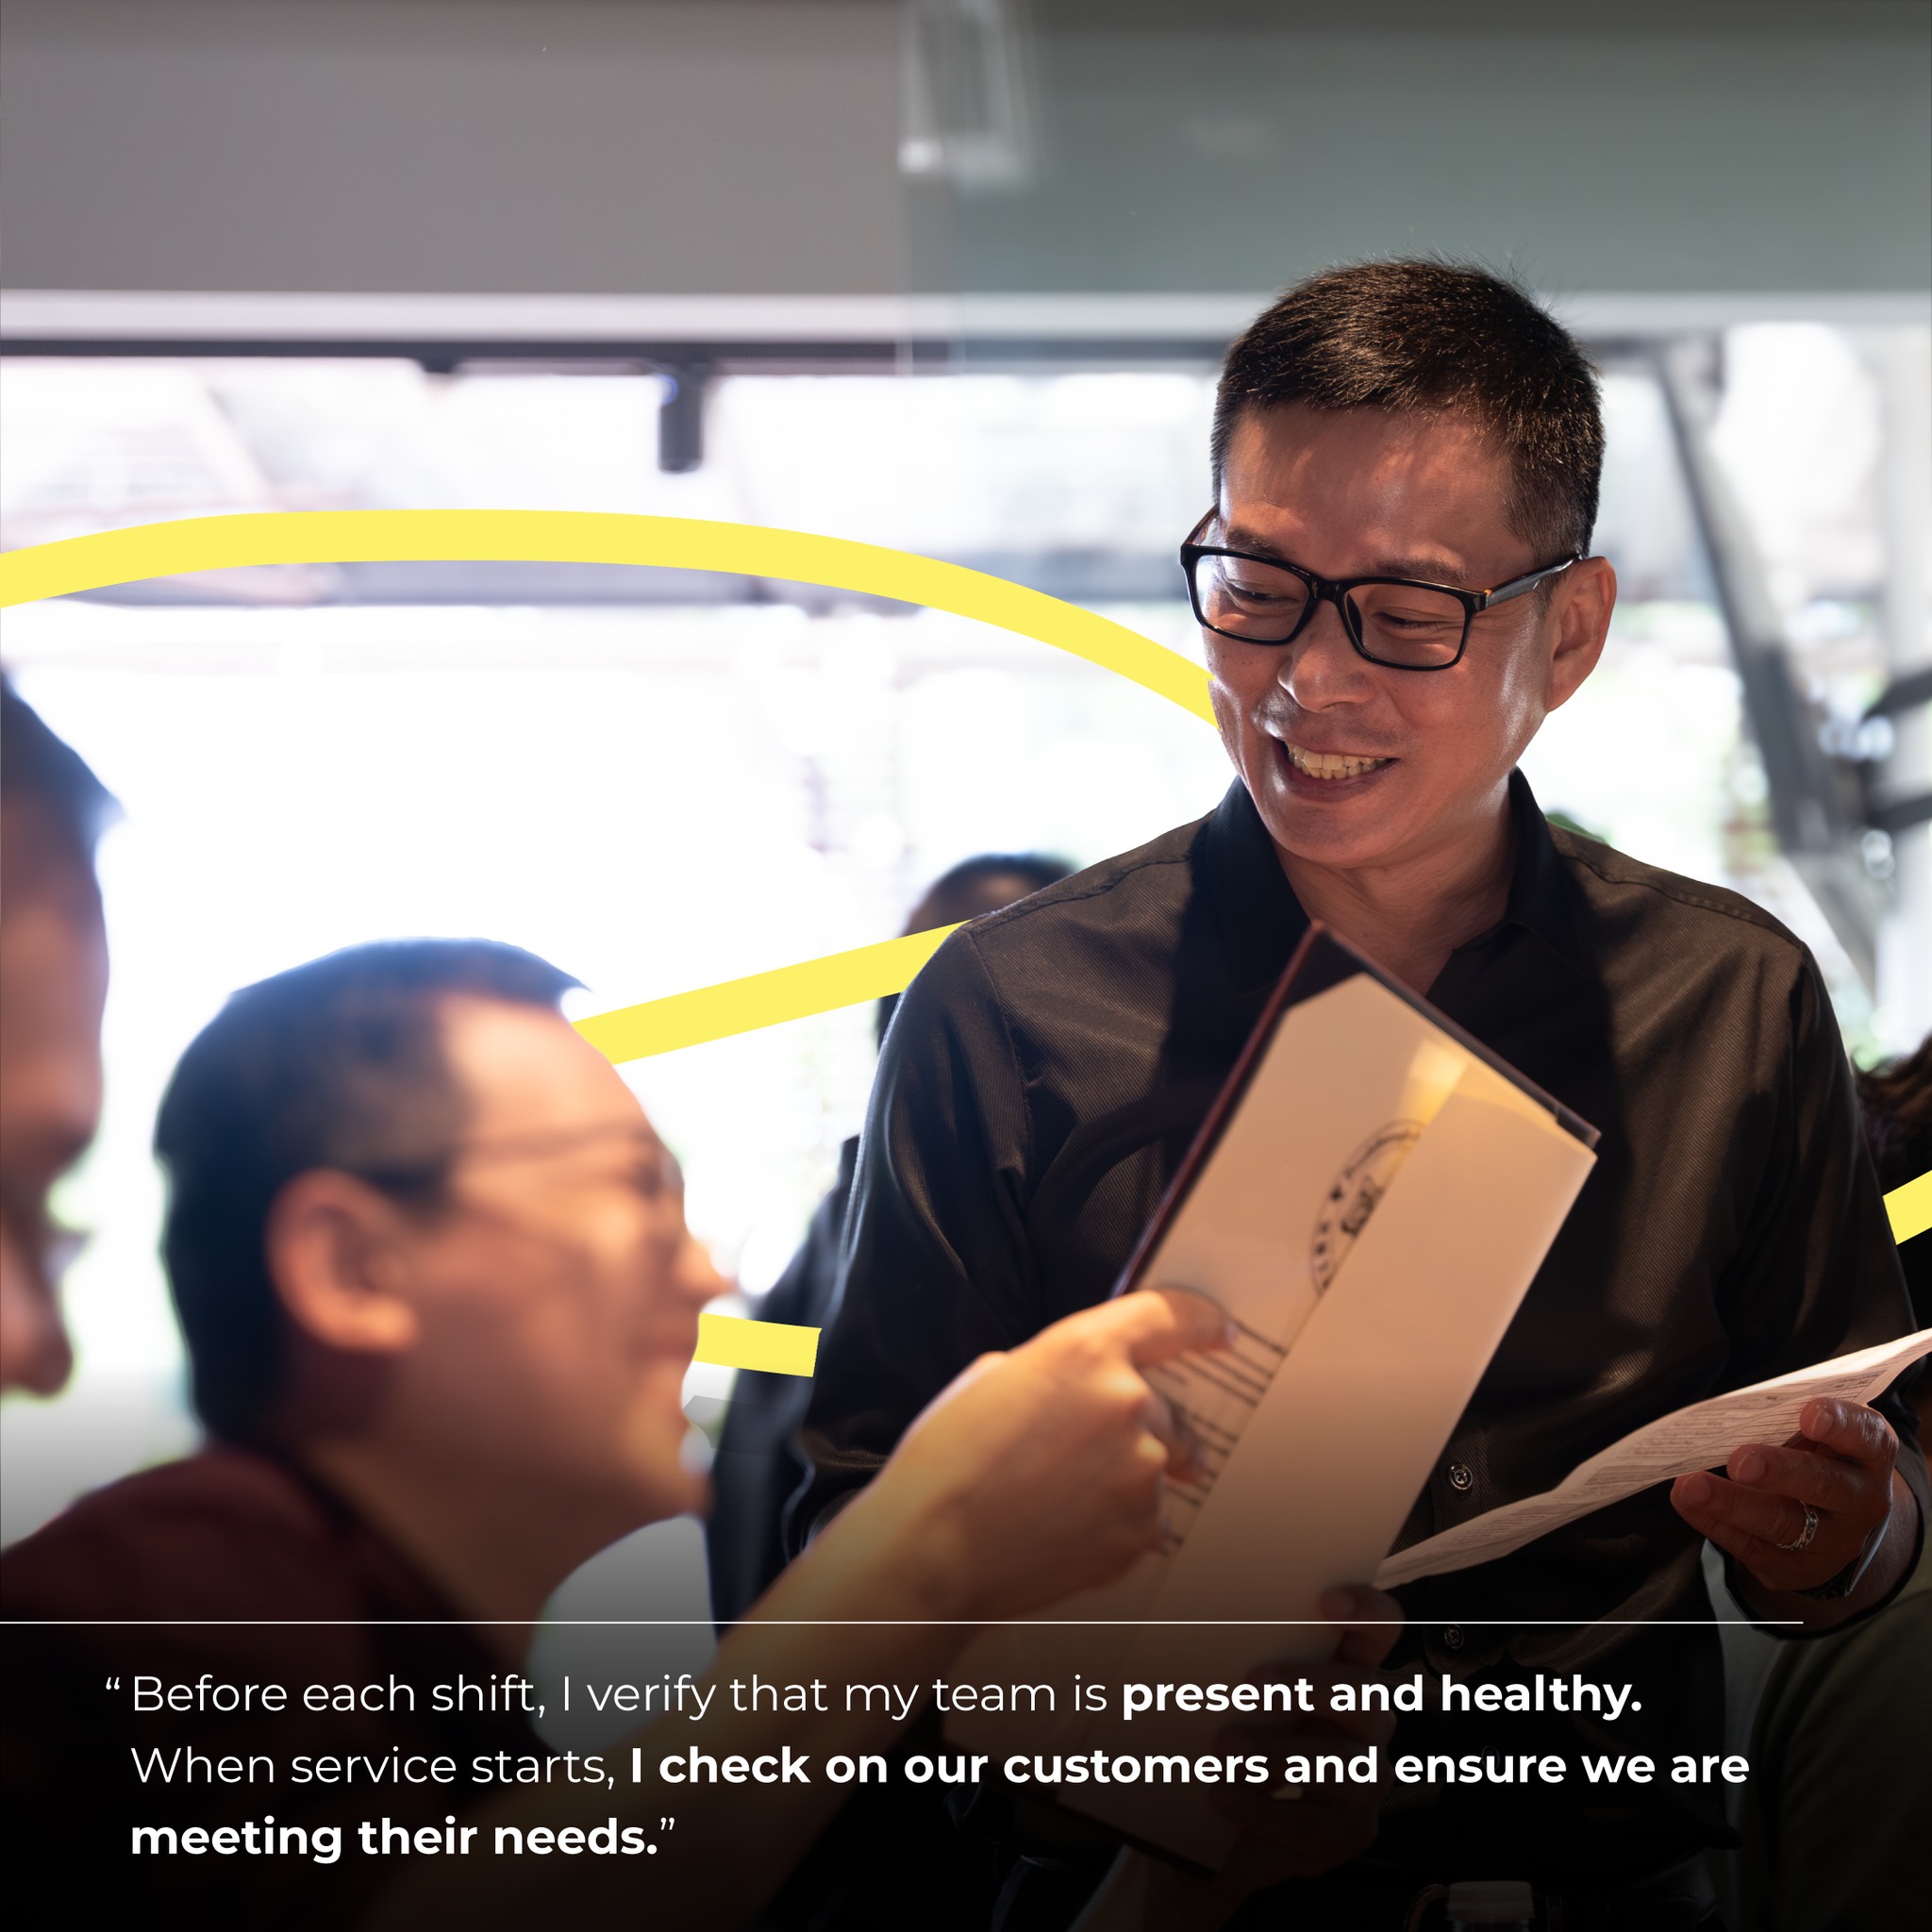 “Before each shift, I verify that my team is present and healthy.
When service starts, I check on our customers and ensure we are
meeting their needs.”